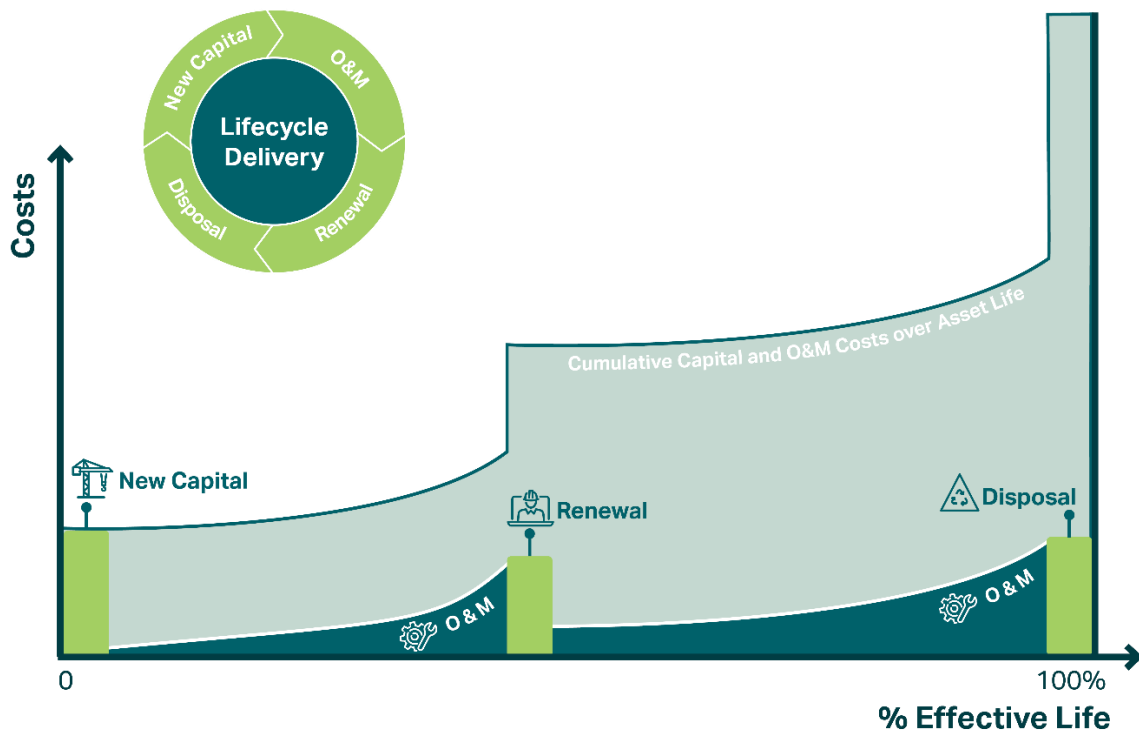 New Capital
O&M
Lifecycle
Delivery
Disposal
Renewal
Costs
Cumulative Capital and O&M Costs over Asset Life
New Capital
Renewal
Disposal
O & M
O & M
0
100%
% Effective Life